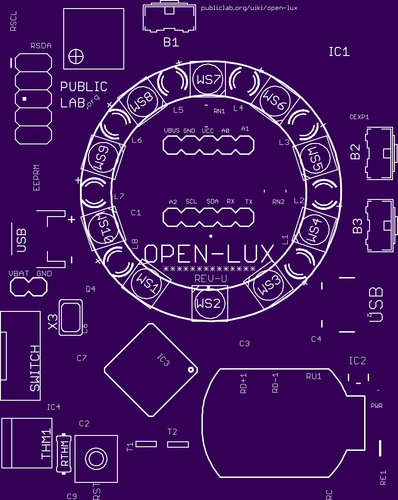 publiclab.org/wiki/open-lux
RSCL
B1
RSDA
IC1
PUBLIC
LAB.org
WS7
WS8
WS6
L5
RN1
L4
CEXP1
VBUS GND VCC A0 A1
L6
L3
B2
WS9
WS5
EEPRM
L7
A2 SCL SDA RX TX
RN2
L2
C1
B3
USB
WS10
L8
WS4
L1
OPEN-LUX
REV-U
VBAT GND
WS1
WS2
WS3
Q4
USB
X3
C6
C7
IC3
C3
C4
SWITCH
IC2
RD+1
RD-1
RU1
PWR
IC4
C2
THM1
RTHM
T1
T2
RE1
C9
RST
RC